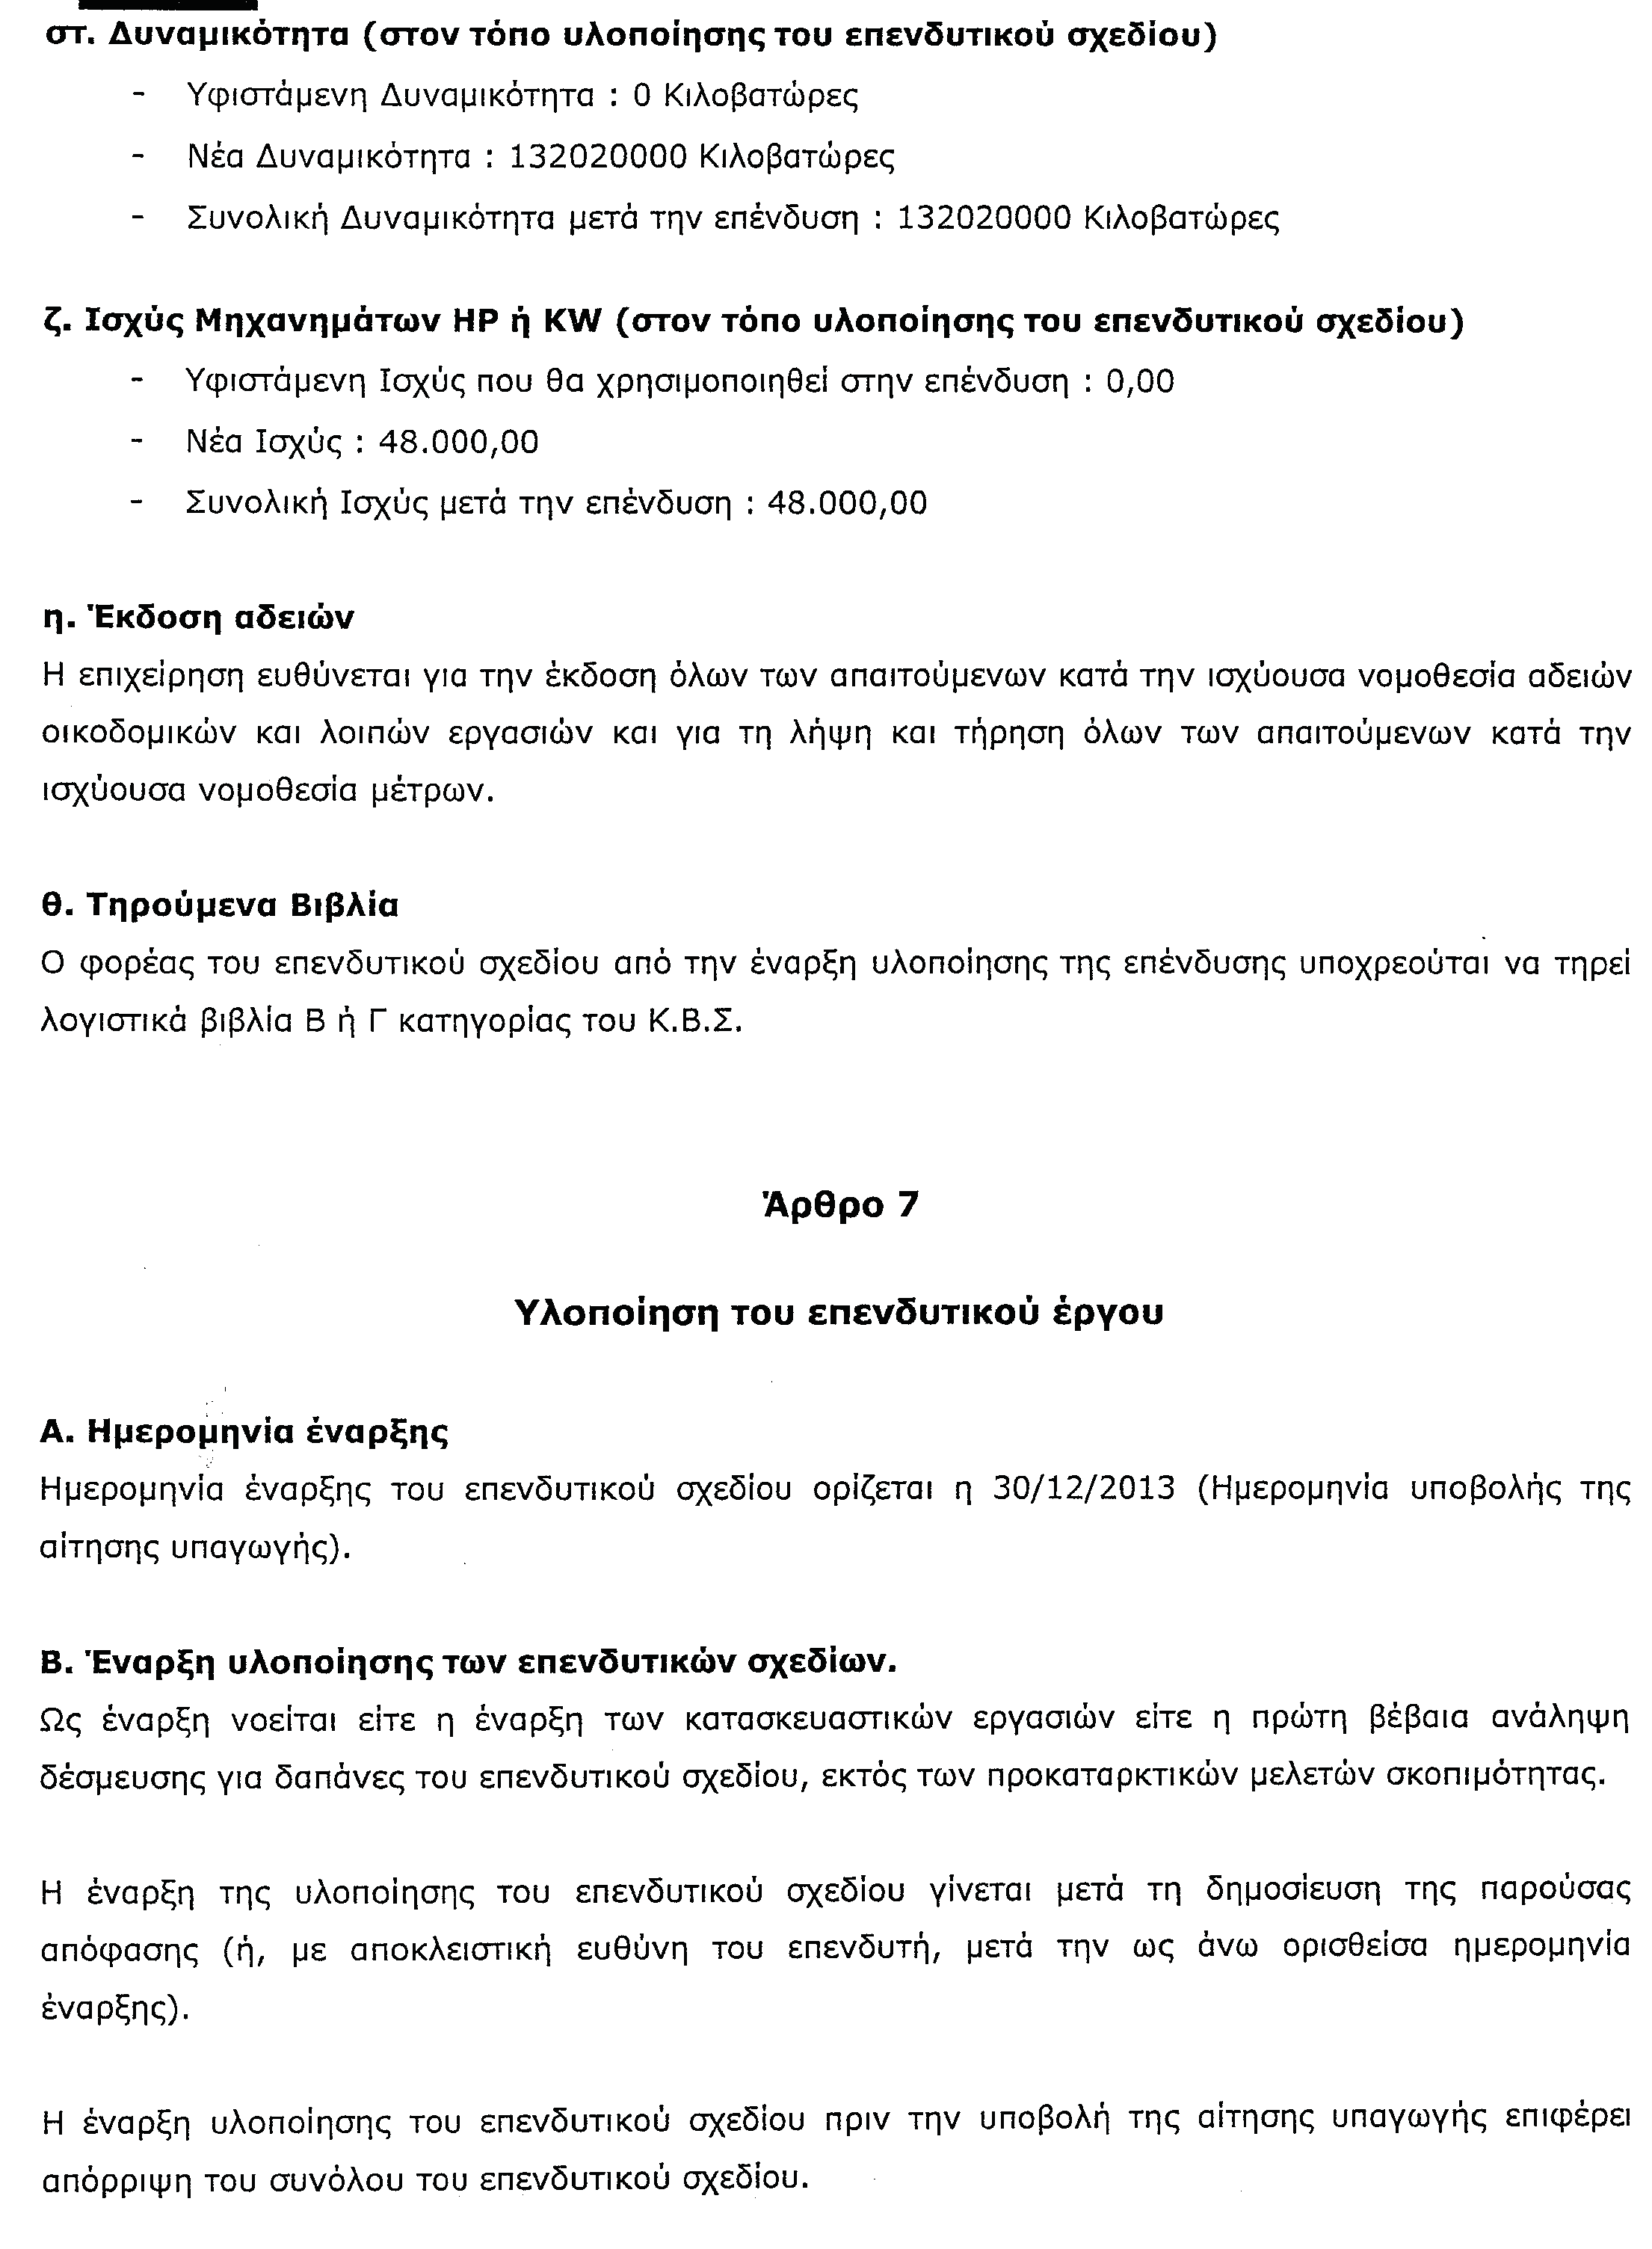 στ. Δυναμικότητα (στον τόπο υλοποίησης του επενδυτικού σχεδίου)
- Υφιστάμενη Δυναμικότητα : 0 Κιλοβατώρες
- Νέα Δυναμικότητα : 132020000 Κιλοβατώρες
- Συνολική Δυναμικότητα μετά την επένδυση : 132020000 Κιλοβατώρες
ζ. Ισχύς Μηχανημάτων HP ή KW (στον τόπο υλοποίησης του επενδυτικού σχεδίου)
- Υφιστάμενη Ισχύς που θα χρησιμοποιηθεί στην επένδυση : 0,00
- Νέα Ισχύς : 48.000,00
- Συνολική Ισχύς μετά την επένδυση : 48.000,00
η. Έκδοση αδειών
Η επιχείρηση ευθύνεται για την έκδοση όλων των απαιτούμενων κατά την ισχύουσα νομοθεσία αδειών
οικοδομικών και λοιπών εργασιών και για τη λήψη και τήρηση όλων των απαιτούμενων κατά την
ισχύουσα νομοθεσία μέτρων.
θ. Τηρούμενα Βιβλία
Ο φορέας του επενδυτικού σχεδίου από την έναρξη υλοποίησης της επένδυσης υποχρεούται να τηρεί
λογιστικά βιβλία Β ή Γ κατηγορίας του Κ.Β.Σ.
Άρθρο 7
Υλοποίηση του επενδυτικού έργου
Α. Ημερομηνία έναρξης
Ημερομηνία έναρξης του επενδυτικού σχεδίου ορίζεται η 30/12/2013 (Ημερομηνία υποβολής της
αίτησης υπαγωγής).
Β. Έναρξη υλοποίησης των επενδυτικών σχεδίων.
Ως έναρξη νοείται είτε η έναρξη των κατασκευαστικών εργασιών είτε η πρώτη βέβαια ανάληψη
δέσμευσης για δαπάνες του επενδυτικού σχεδίου, εκτός των προκαταρκτικών μελετών σκοπιμότητας.
Η έναρξη της υλοποίησης του επενδυτικού σχεδίου γίνεται μετά τη δημοσίευση της παρούσας
απόφασης (ή, με αποκλειστική ευθύνη του επενδυτή, μετά την ως άνω ορισθείσα ημερομηνία
έναρξης).
Η έναρξη υλοποίησης του επενδυτικού σχεδίου πριν την υποβολή της αίτησης υπαγωγής επιφέρει
απόρριψη του συνόλου του επενδυτικού σχεδίου.